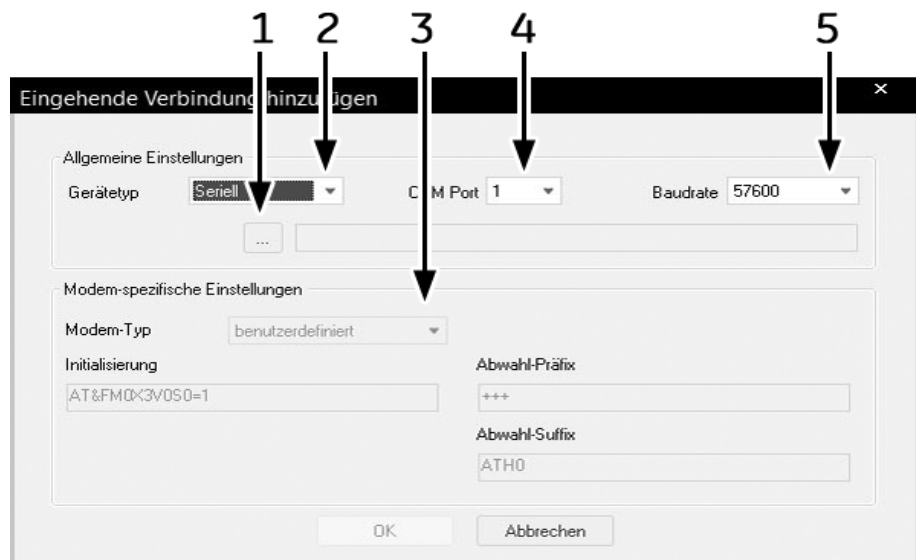 1 2 3 4 5
Eingehende Verbindung hinzufügen ×
Allgemeine Einstellungen
Gerätetyp Seriell COM Port 1 Baudrate 57600
...
Modem-spezifische Einstellungen
Modem-Typ benutzerdefiniert
Initialisierung Abwahl-Präfix
AT&FM0X3V0S0=1 +++
Abwahl-Suffix
ATH0
OK Abbrechen